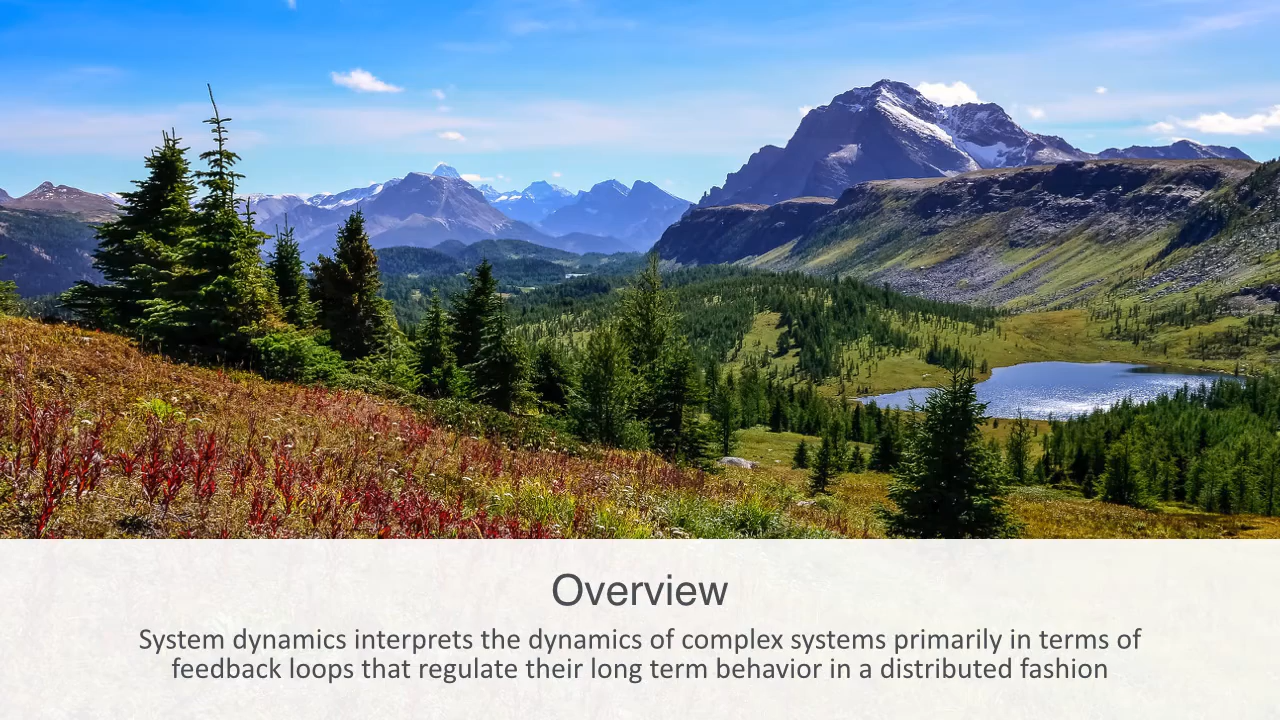 Overview
System dynamics interprets the dynamics of complex systems primarily in terms of
feedback loops that regulate their long term behavior in a distributed fashion